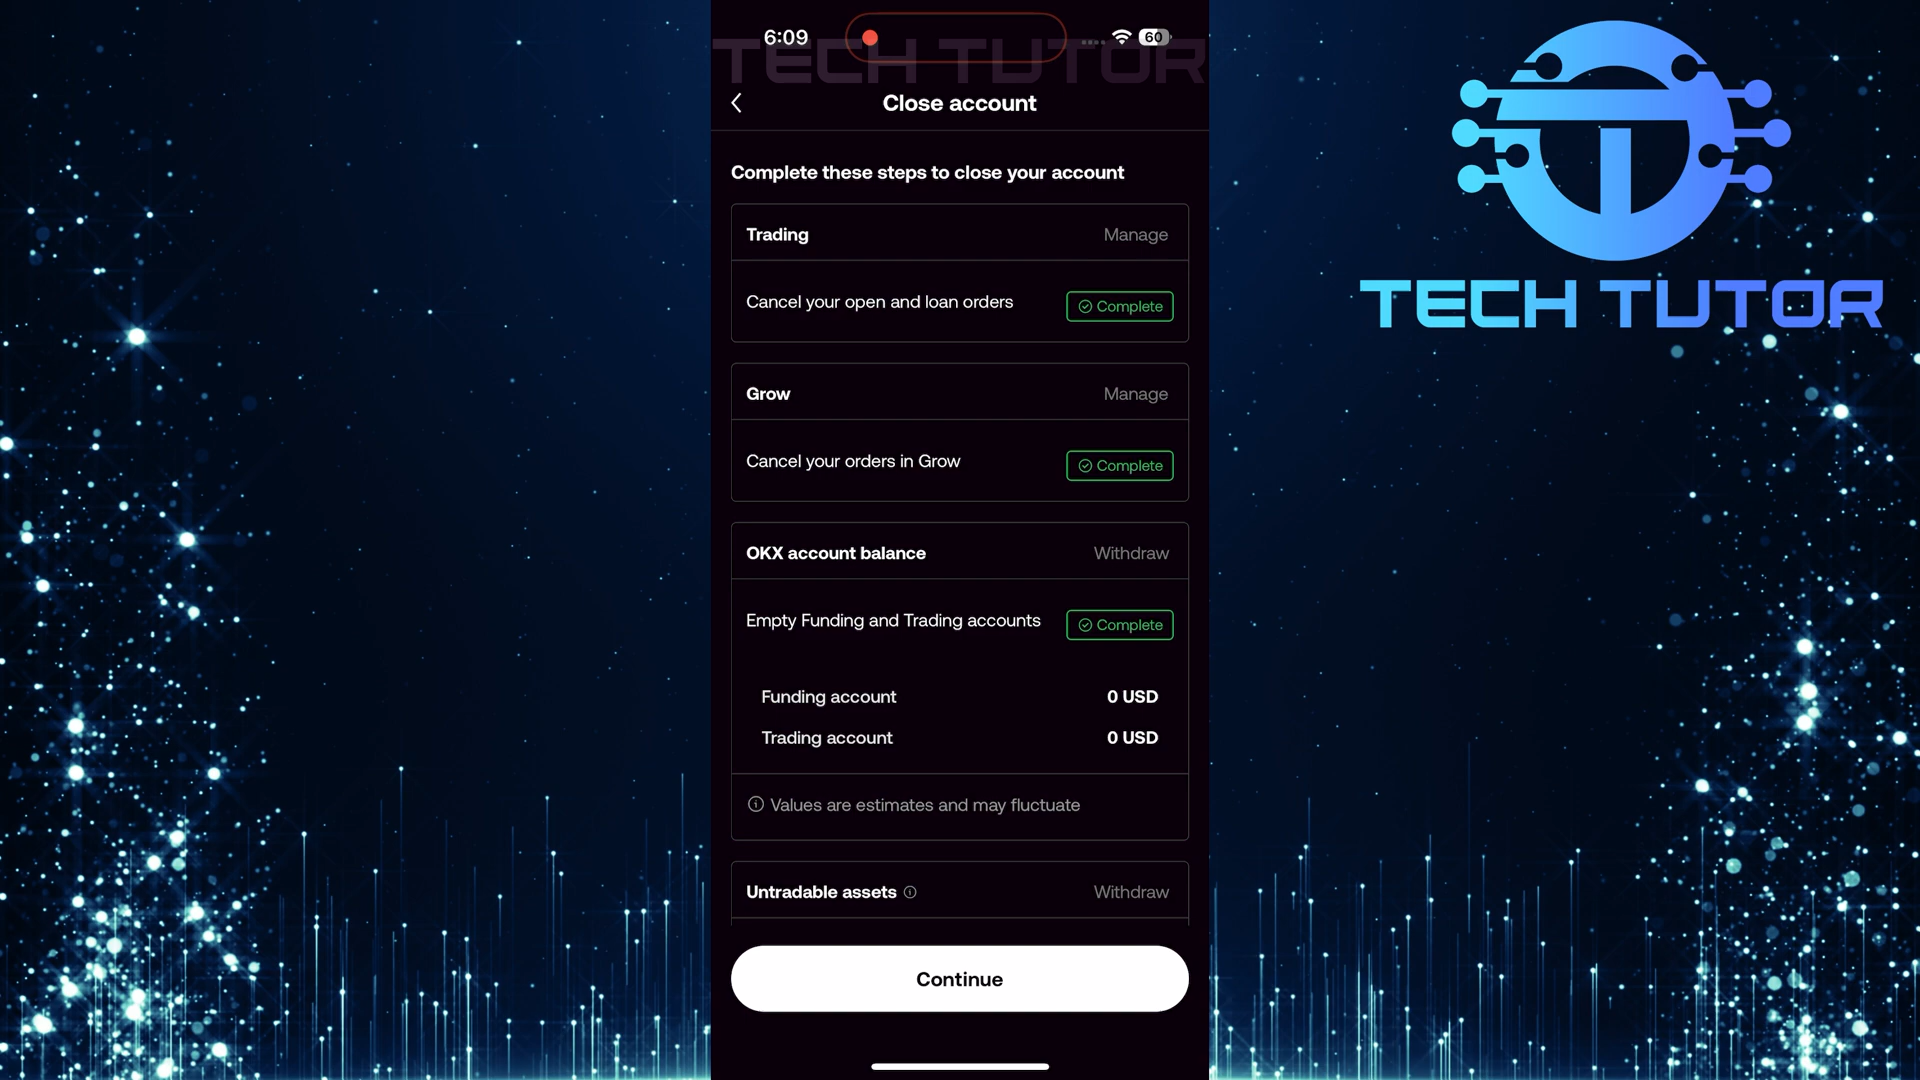 6:09
60
TECH TUTOR
Close account
Complete these steps to close your account
Trading Manage
Cancel your open and loan orders Complete
Grow Manage
Cancel your orders in Grow Complete
OKX account balance Withdraw
Empty Funding and Trading accounts Complete
Funding account 0 USD
Trading account 0 USD
Values are estimates and may fluctuate
Untradable assets Withdraw
Continue
TECH TUTOR